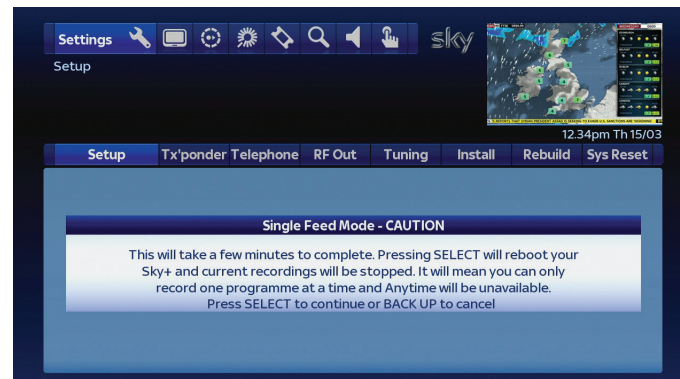 Settings
sky
Setup
12.34pm Th 15/03
Setup Tx'ponder Telephone RF Out Tuning Install Rebuild Sys Reset
Single Feed Mode - CAUTION
This will take a few minutes to complete. Pressing SELECT will reboot your
Sky+ and current recordings will be stopped. It will mean you can only
record one programme at a time and Anytime will be unavailable.
Press SELECT to continue or BACK UP to cancel